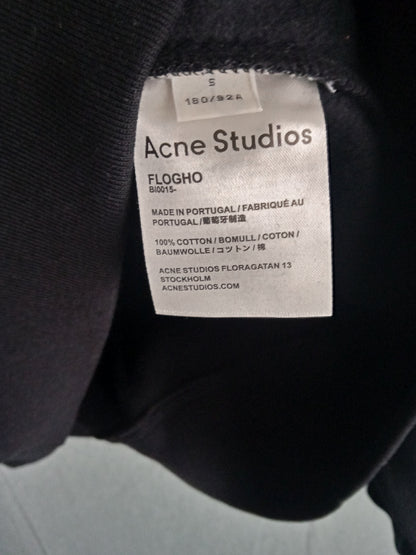 S
180/92A
Acne Studios
FLOGHO
BI0015-
MADE IN PORTUGAL / FABRIQUÉ AU
PORTUGAL/葡萄牙制造
100% COTTON / BOMULL / COTON /
BAUMWOLLE / コットン / 棉
ACNE STUDIOS FLORAGATAN 13
STOCKHOLM
ACNESTUDIOS.COM